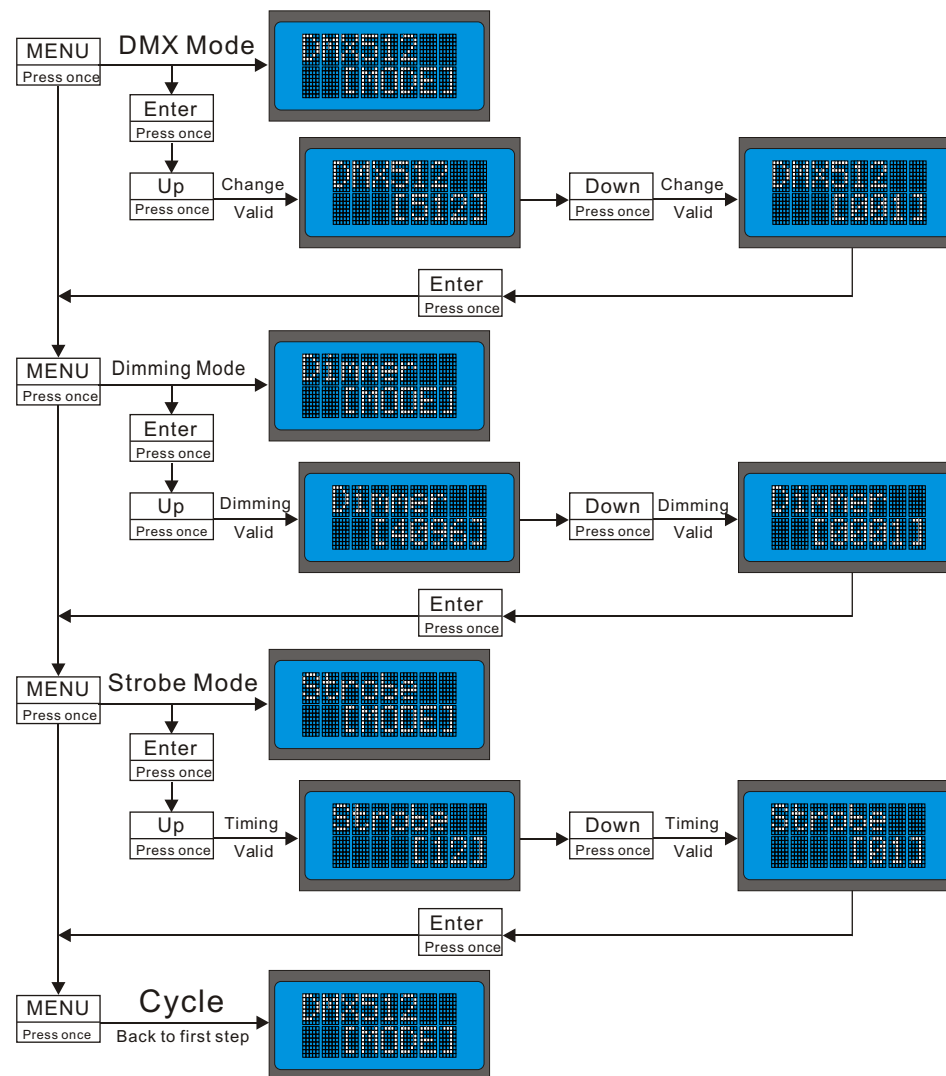 MENU
Press once
DMX Mode
DMX512
[MODE]
Enter
Press once
Up
Press once
Change
Valid
DMX512
[512]
Down
Press once
Change
Valid
DMX512
[001]
Enter
Press once
MENU
Press once
Dimming Mode
Dimmer
[MODE]
Enter
Press once
Up
Press once
Dimming
Valid
Dimmer
[4096]
Down
Press once
Dimming
Valid
Dimmer
[0001]
Enter
Press once
MENU
Press once
Strobe Mode
Strobe
[MODE]
Enter
Press once
Up
Press once
Timing
Valid
Strobe
[12]
Down
Press once
Timing
Valid
Strobe
[01]
Enter
Press once
MENU
Press once
Cycle
Back to first step
DMX512
[MODE]